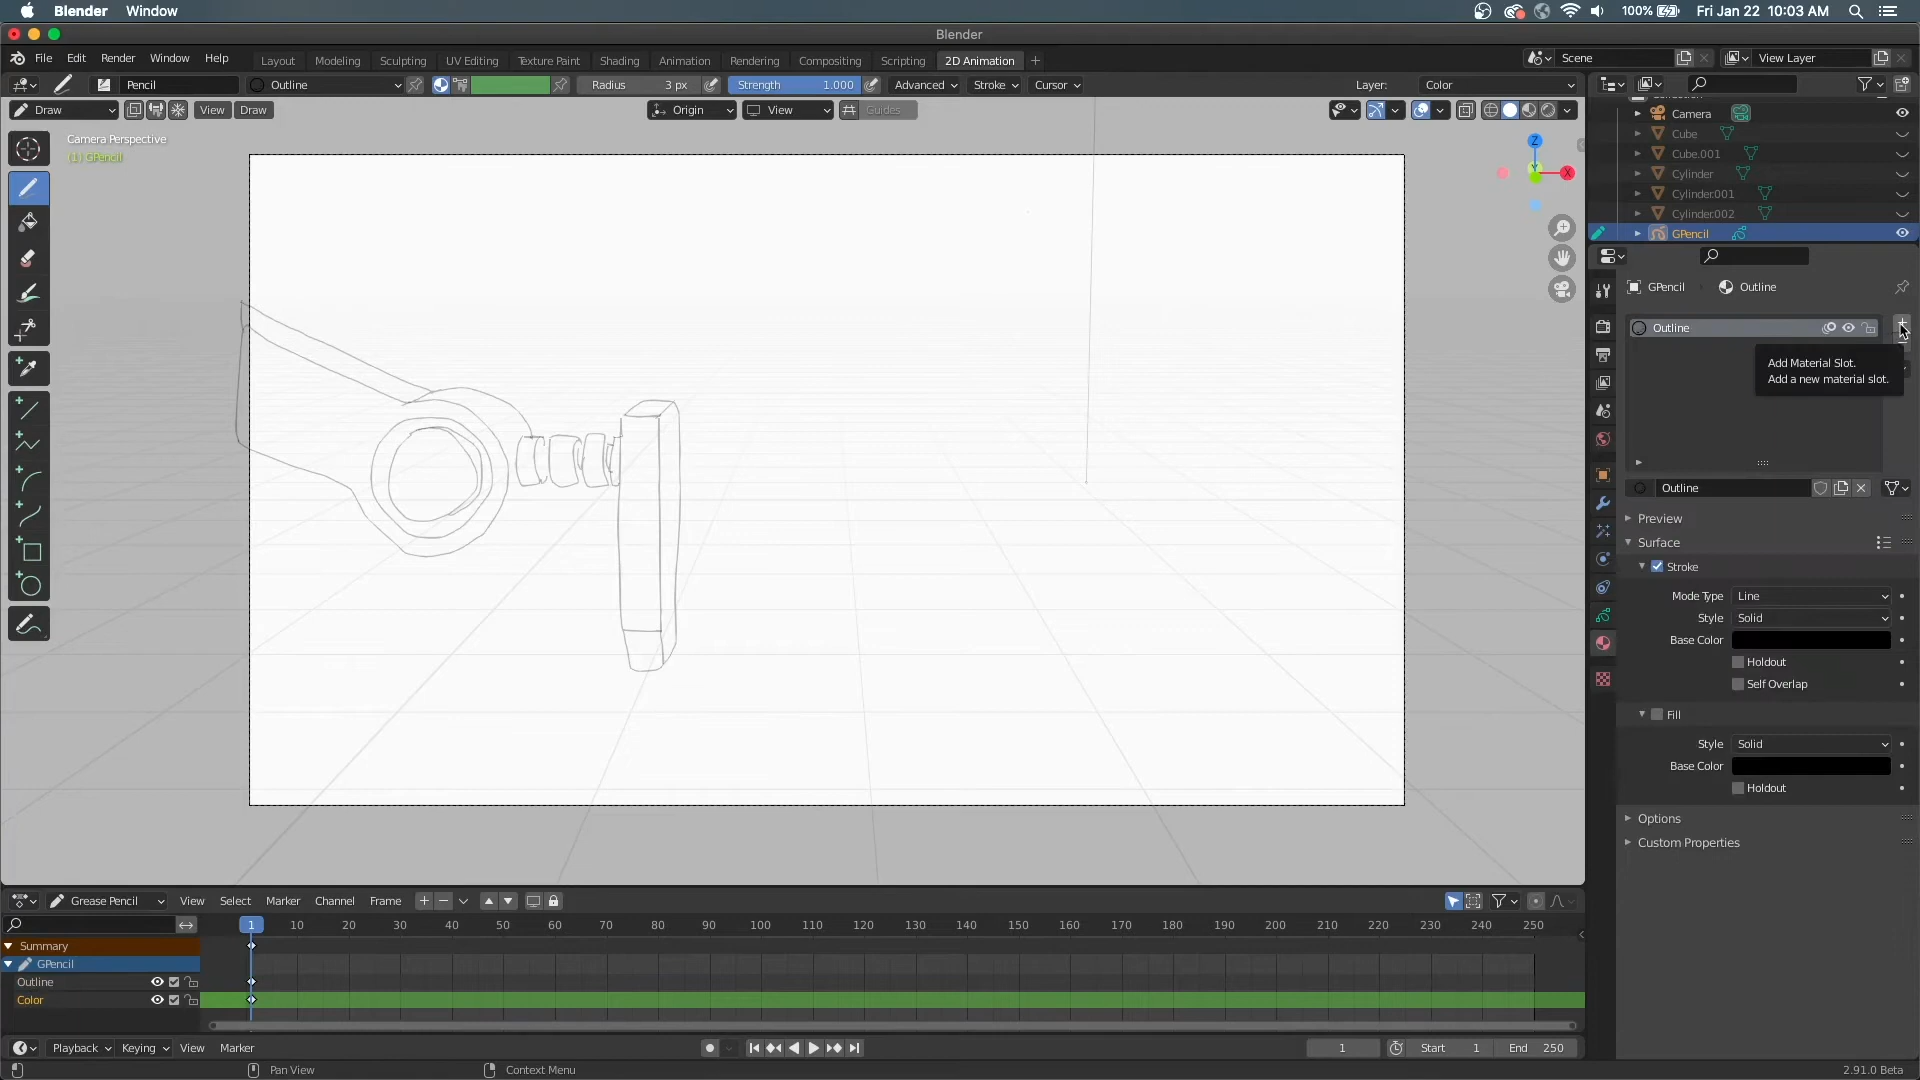 Blender Window 100% Fri Jan 22 10:03 AM
Blender
File Edit Render Window Help Layout Modeling Sculpting UV Editing Texture Paint Shading Animation Rendering Compositing Scripting 2D Animation + Scene View Layer
Pencil Outline Radius 3 px Strength 1.000 Advanced Stroke Cursor Layer: Color
Draw View Draw Origin View Guides
Camera Perspective
(1) GPencil
Z
X
Camera
Cube
Cube.001
Cylinder
Cylinder.001
Cylinder.002
GPencil
GPencil Outline
Outline
Add Material Slot.
Add a new material slot.
Outline
Preview
Surface
Stroke
Mode Type Line
Style Solid
Base Color
Holdout
Self Overlap
Fill
Style Solid
Base Color
Holdout
Options
Custom Properties
Grease Pencil View Select Marker Channel Frame
1 10 20 30 40 50 60 70 80 90 100 110 120 130 140 150 160 170 180 190 200 210 220 230 240 250
Summary
GPencil
Outline
Color
Playback Keying View Marker 1 Start 1 End 250
Pan View Context Menu 2.91.0 Beta